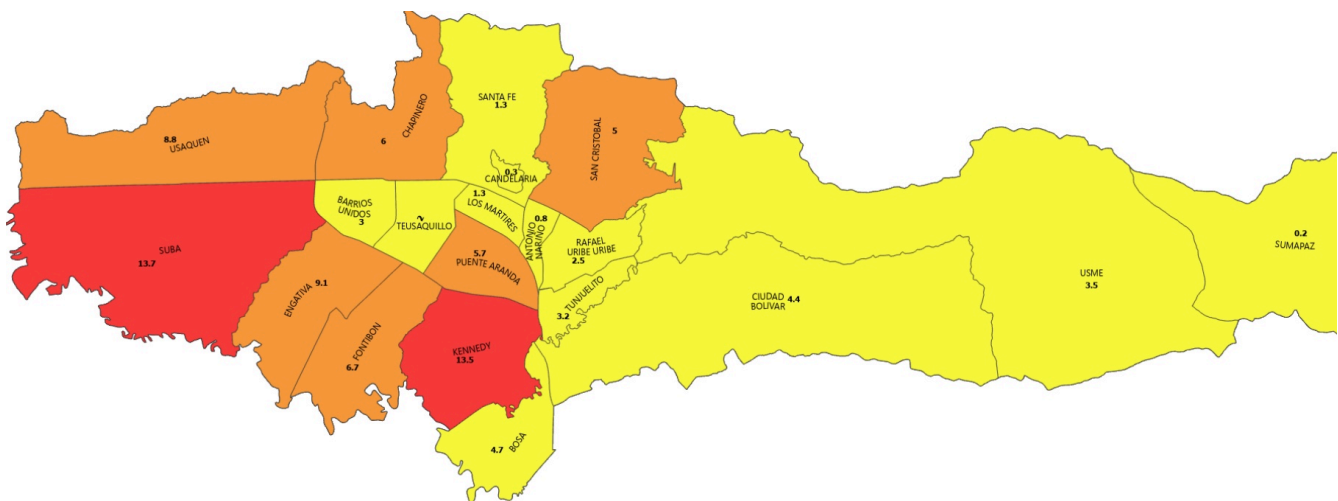 SANTA FE
1.3
CHAPINERO
6
8.8
USAQUEN
SAN CRISTOBAL
5
0.3
CANDELARIA
1.3
LOS MARTIRES
BARRIOS
UNIDOS
3
2
TEUSAQUILLO
0.8
ANTONIO
NARIÑO
RAFAEL
URIBE URIBE
2.5
0.2
SUMAPAZ
SUBA
13.7
5.7
PUENTE ARANDA
USME
3.5
ENGATIVA
9.1
TUNJUELITO
3.2
CIUDAD
BOLIVAR
4.4
FONTIBON
6.7
KENNEDY
13.5
4.7
BOSA